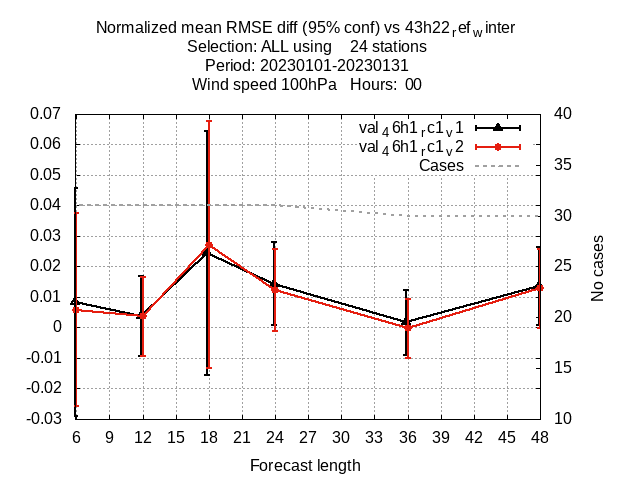 Normalized mean RMSE diff (95% conf) vs 43h22refwinter
Selection: ALL using 24 stations
Period: 20230101-20230131
Wind speed 100hPa Hours: 00
0.07
0.06
0.05
0.04
0.03
0.02
0.01
0
-0.01
-0.02
-0.03
val46h1rc1v1
val46h1rc1v2
Cases
40
35
30
25
20
15
10
No cases
6 9 12 15 18 21 24 27 30 33 36 39 42 45 48
Forecast length